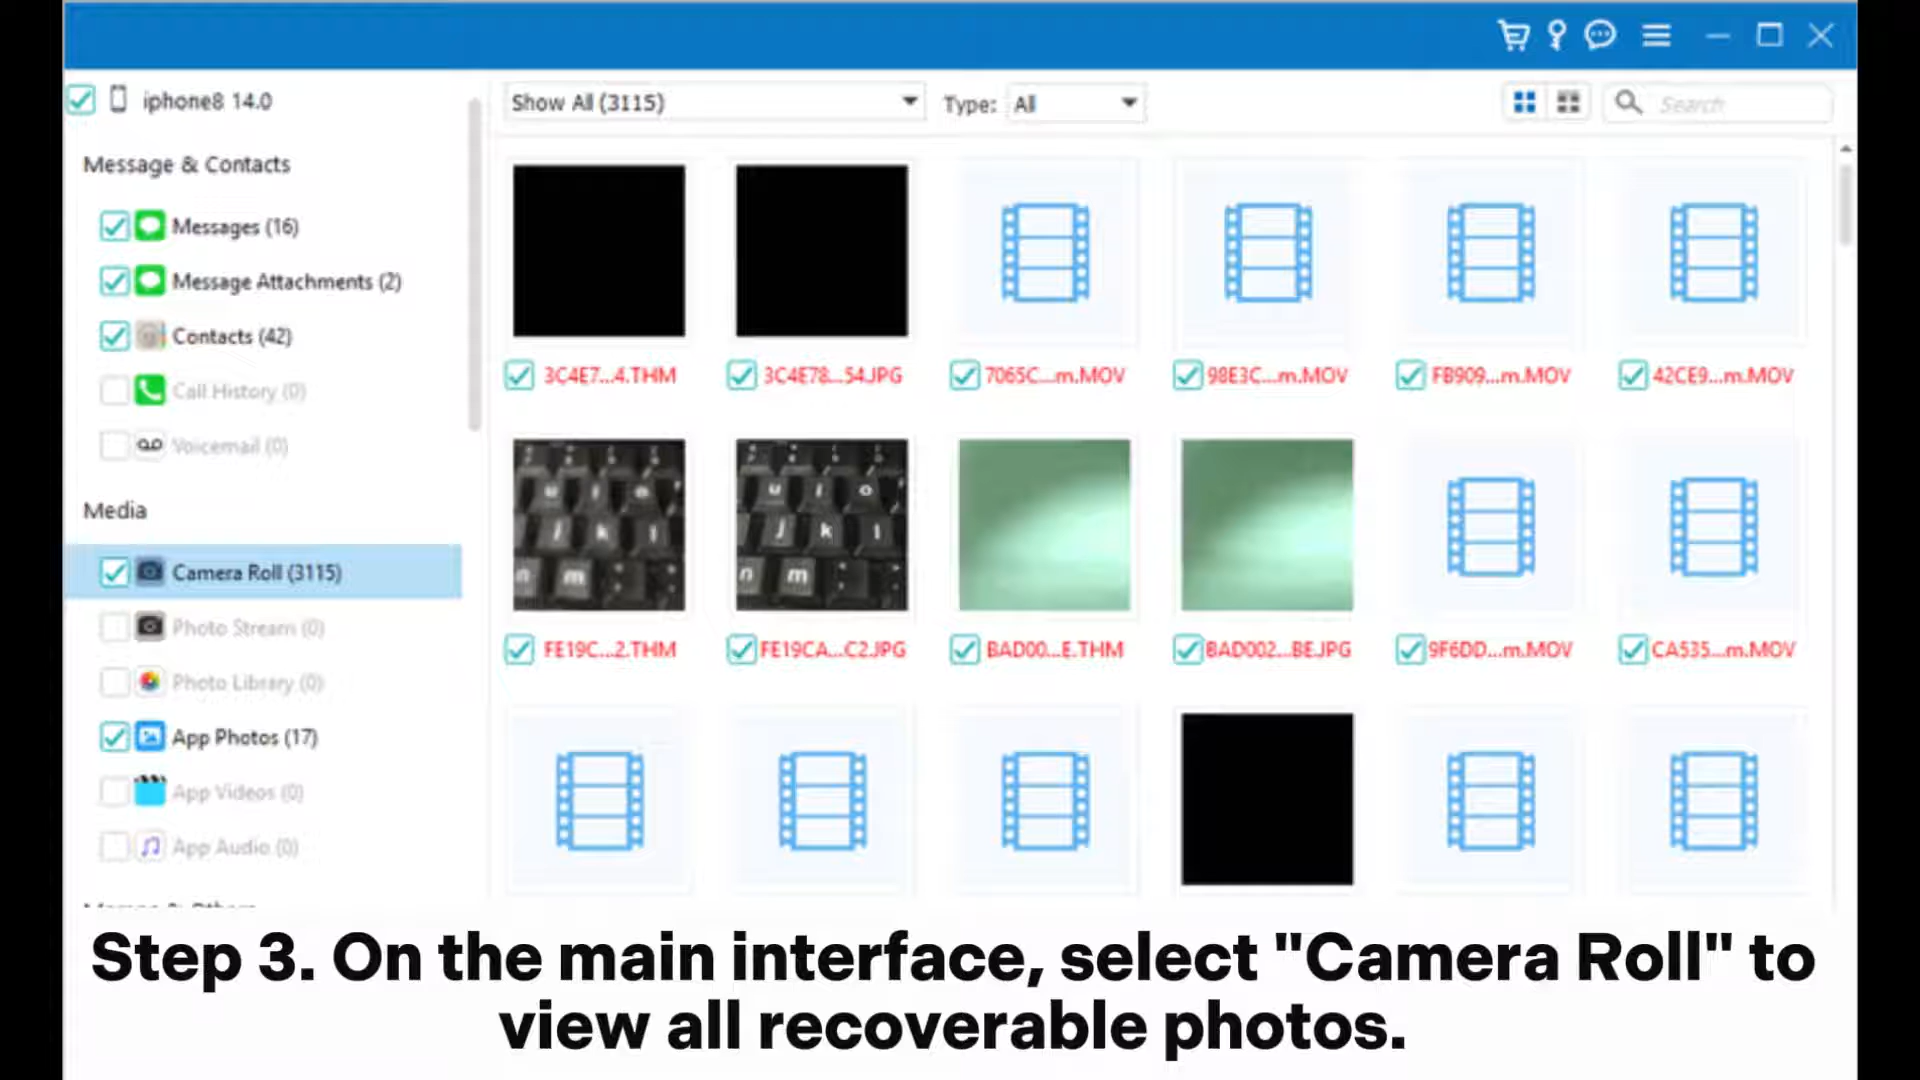 iphone8 14.0
Show All (3115)
Type: All
Search
Message & Contacts
Messages (16)
Message Attachments (2)
Contacts (42)
Call History (0)
Voicemail (0)
Media
Camera Roll (3115)
Photo Stream (0)
Photo Library (0)
App Photos (17)
App Videos (0)
App Audio (0)
3C4E7...4.THM
3C4E78...54.JPG
7065C...m.MOV
98E3C...m.MOV
FB909...m.MOV
42CE9...m.MOV
FE19C...2.THM
FE19CA...C2.JPG
BAD00...E.THM
BAD002...BE.JPG
9F6DD...m.MOV
CA535...m.MOV
Step 3. On the main interface, select "Camera Roll" to
view all recoverable photos.